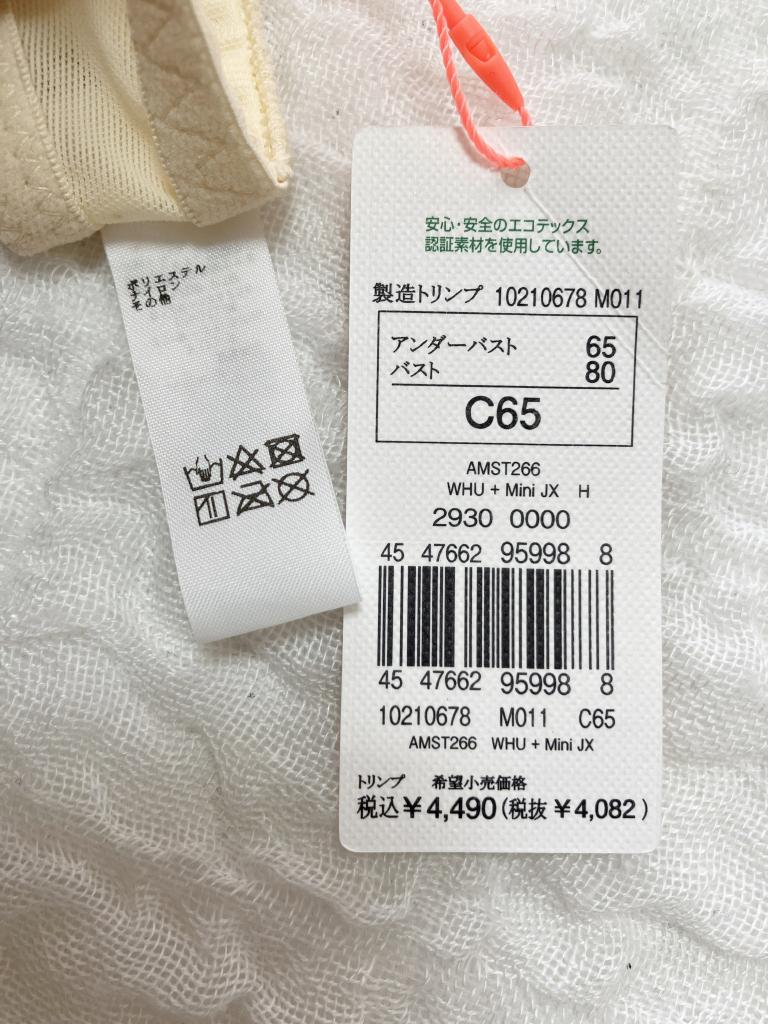 ポリエステル
ナイロン
その他
安心・安全のエコテックス
認証素材を使用しています。
製造トリンプ 10210678 M011
アンダーバスト 65
バスト 80
C65
AMST266
WHU + Mini JX H
2930 0000
45 47662 95998 8
45 47662 95998 8
10210678 M011 C65
AMST266 WHU + Mini JX
トリンプ 希望小売価格
税込￥4,490(税抜￥4,082)